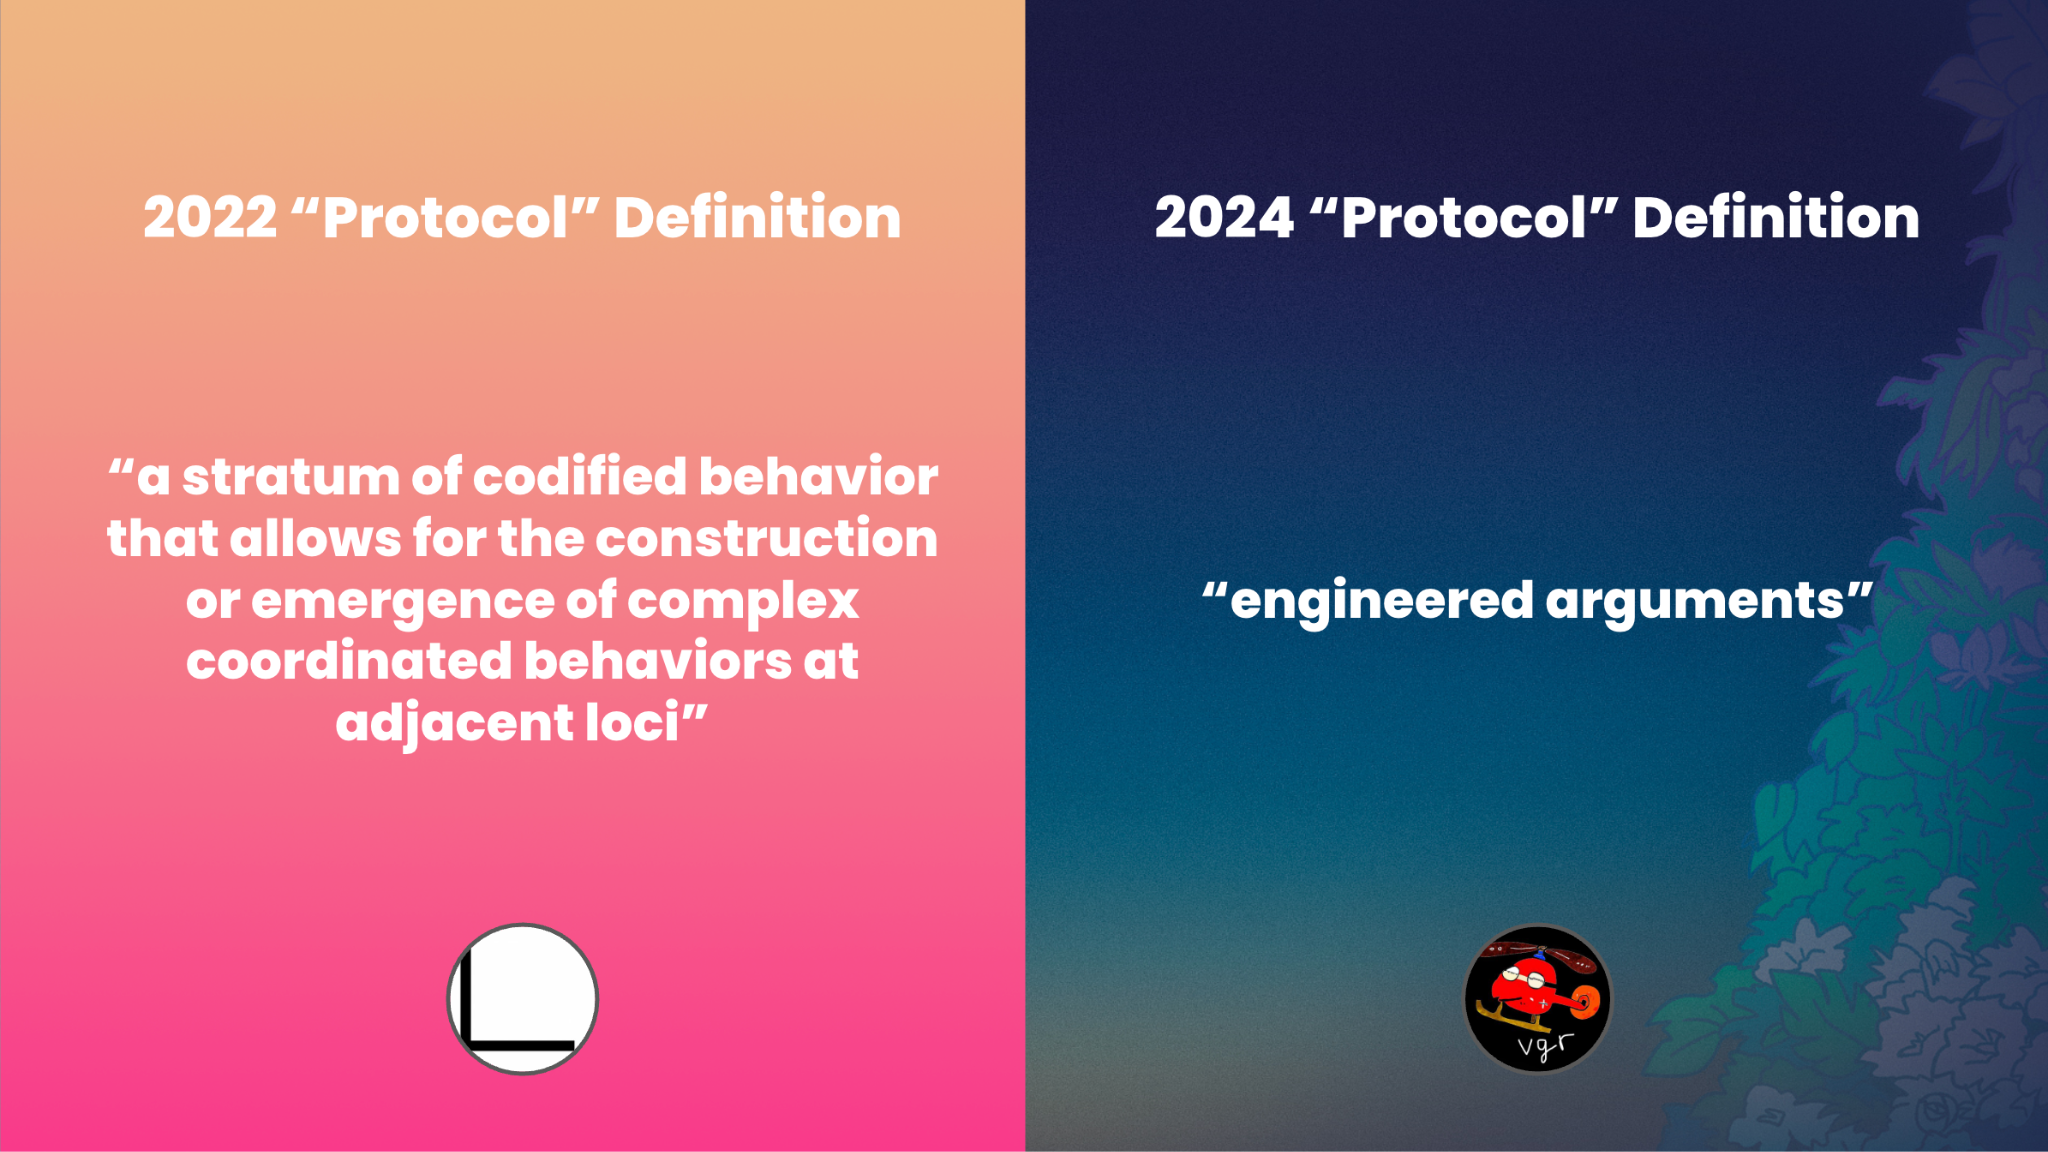 2022 “Protocol” Definition
“a stratum of codified behavior
that allows for the construction
or emergence of complex
coordinated behaviors at
adjacent loci”
2024 “Protocol” Definition
“engineered arguments”
vgr